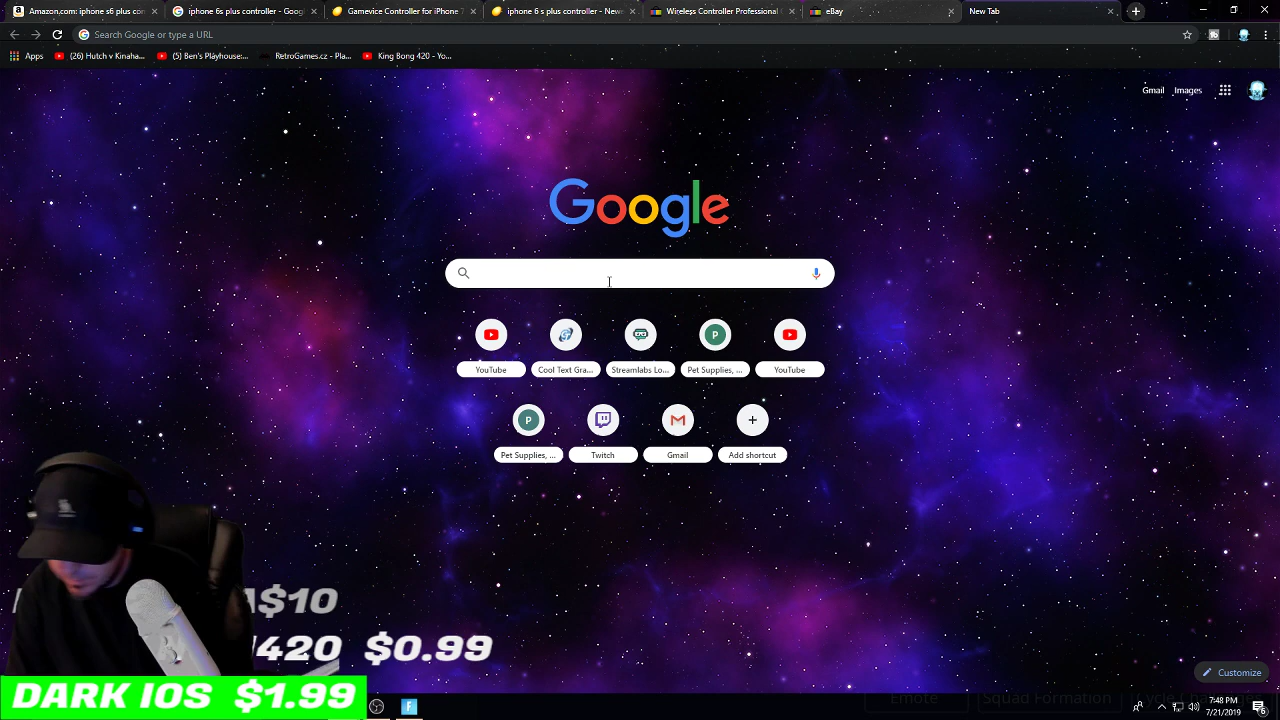 Amazon.com: iphone s6 plus con
iphone 6s plus controller - Goog
Gamevice Controller for iPhone 7
iphone 6 s plus controller - New
Wireless Controller Professiona
eBay
New Tab
Search Google or type a URL
Apps
(26) Hutch v Kinaha...
(5) Ben's Playhouse:...
RetroGames.cz - Pla...
King Bong 420 - Yo...
Gmail
Images
Google
YouTube
Cool Text Gra...
Streamlabs Lo...
Pet Supplies, ...
YouTube
Pet Supplies, ...
Twitch
Gmail
Add shortcut
Customize
$10
420 $0.99
DARK IOS $1.99
Emote
Squad Formation
Cycle
7:48 PM
7/21/2019